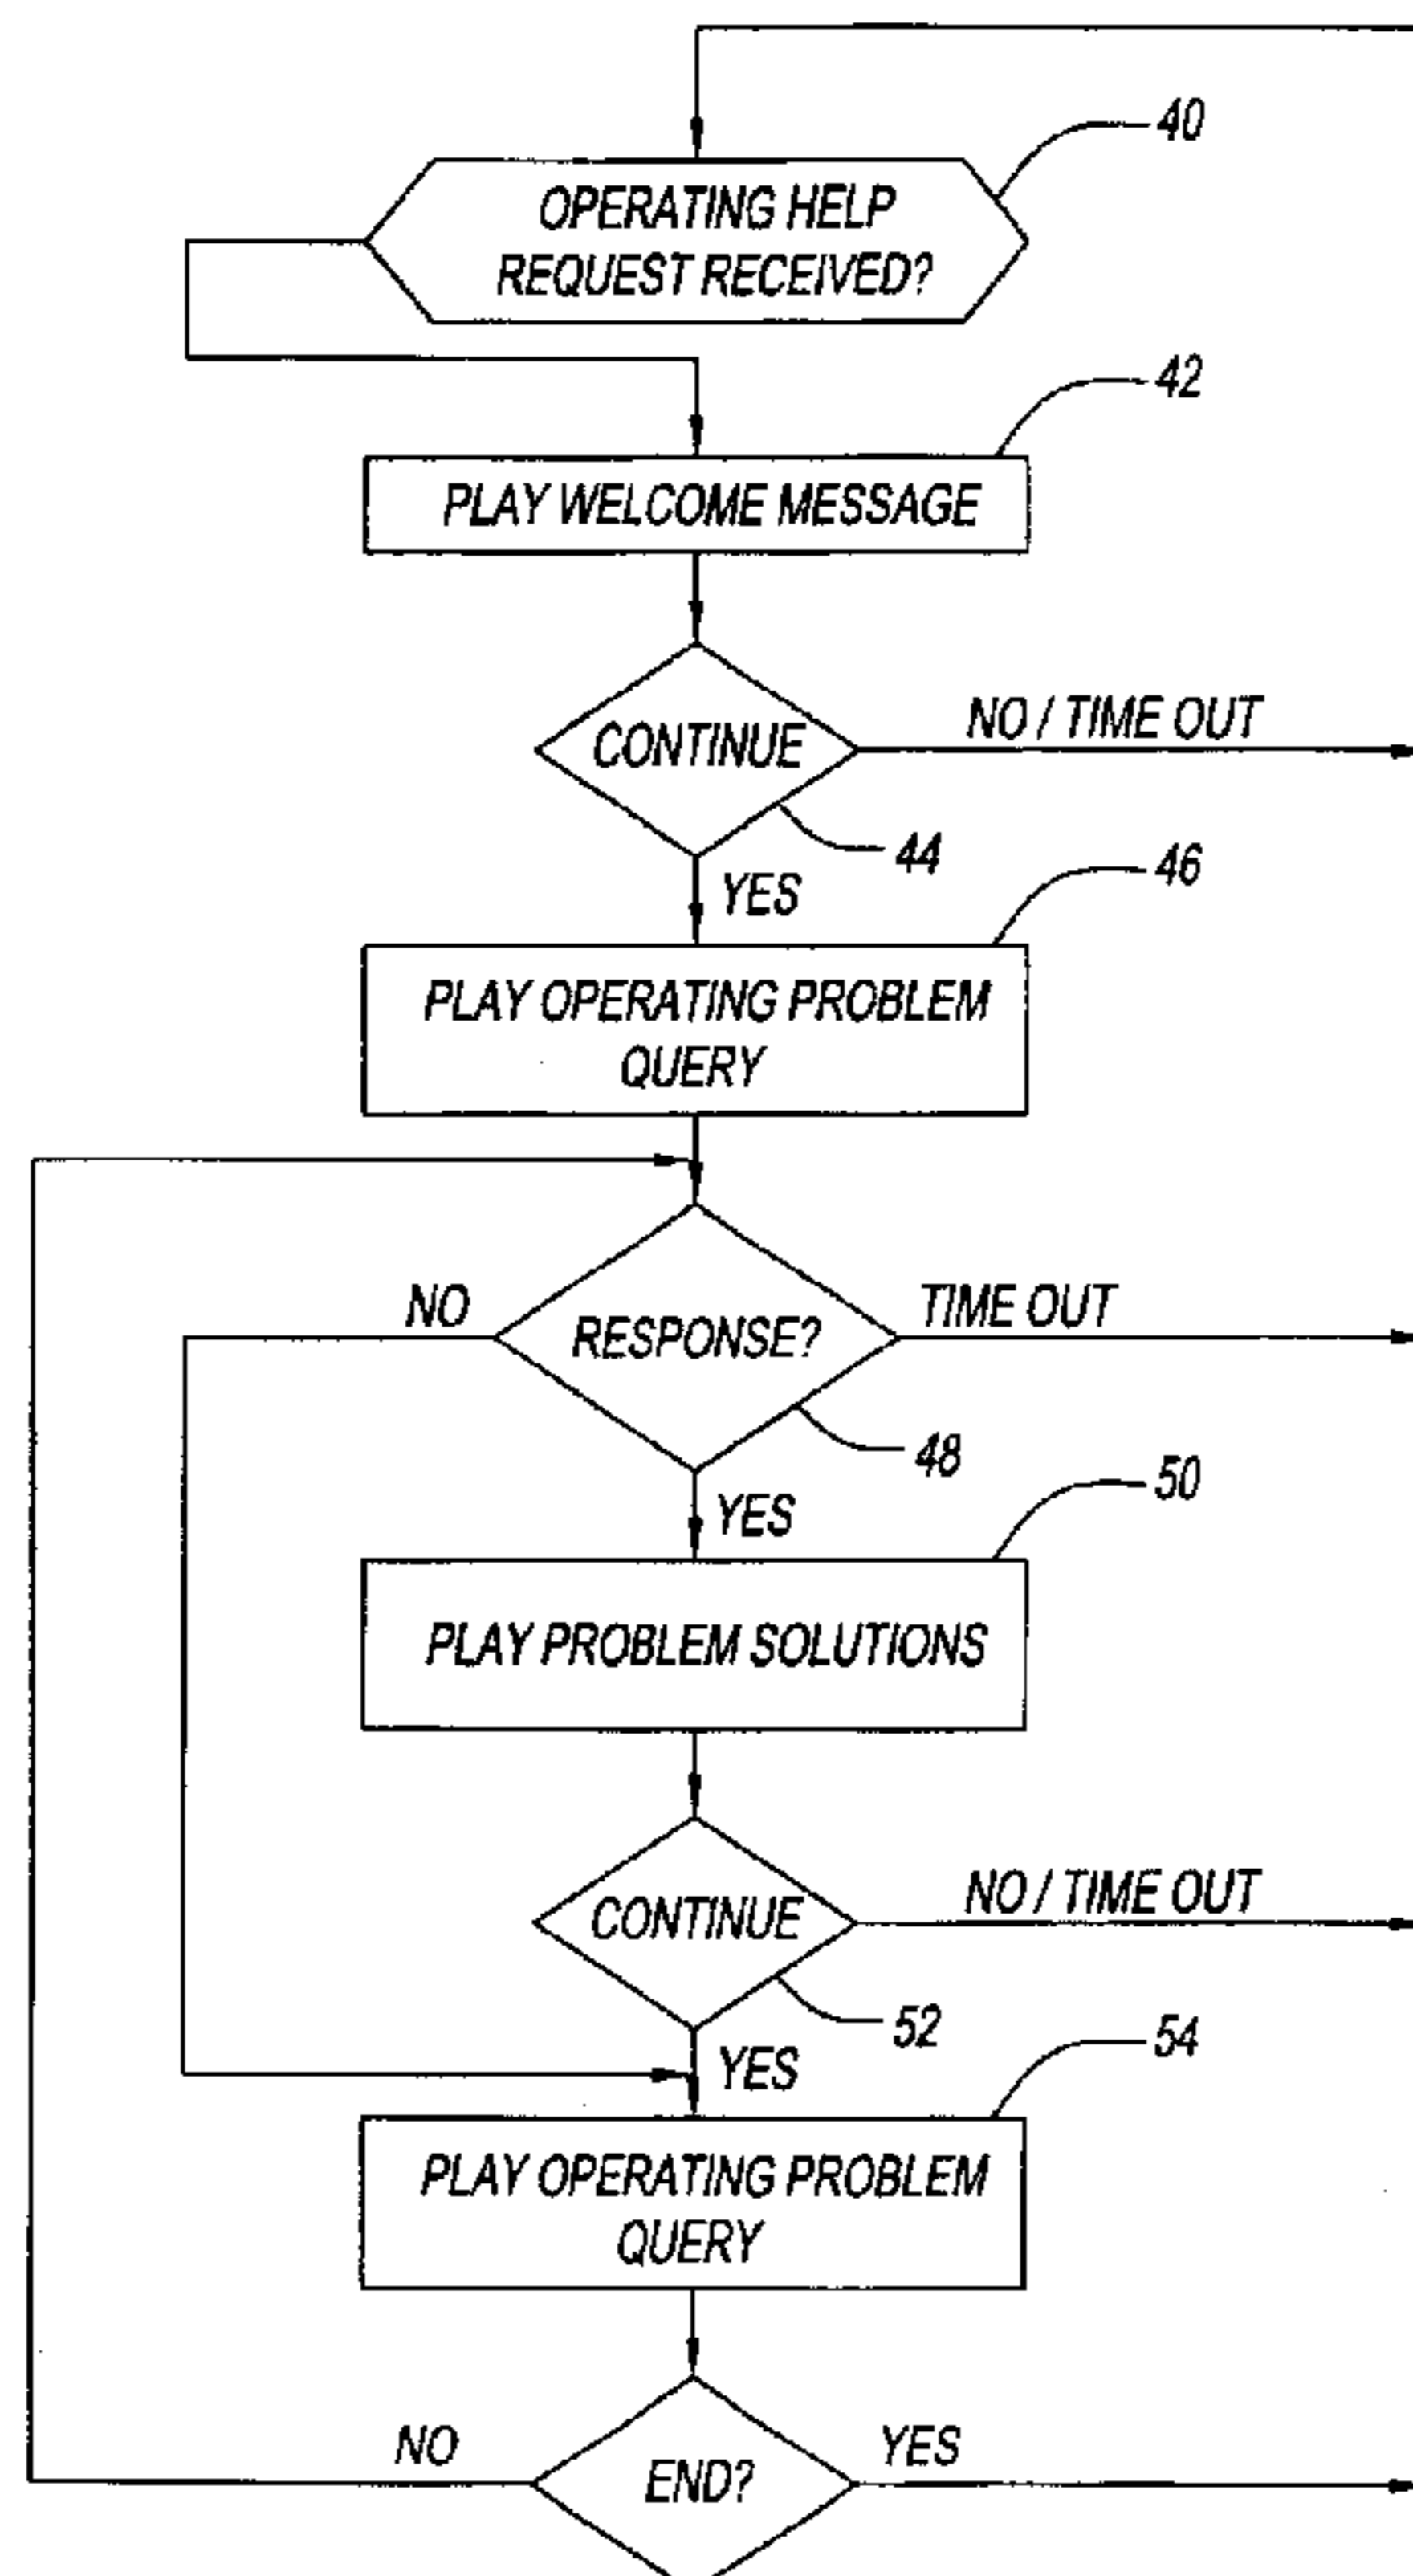 40
OPERATING HELP
REQUEST RECEIVED?
42
PLAY WELCOME MESSAGE
NO / TIME OUT
CONTINUE
44
46
YES
PLAY OPERATING PROBLEM
QUERY
NO
TIME OUT
RESPONSE?
48
50
YES
PLAY PROBLEM SOLUTIONS
NO / TIME OUT
CONTINUE
52
54
YES
PLAY OPERATING PROBLEM
QUERY
NO
YES
END?